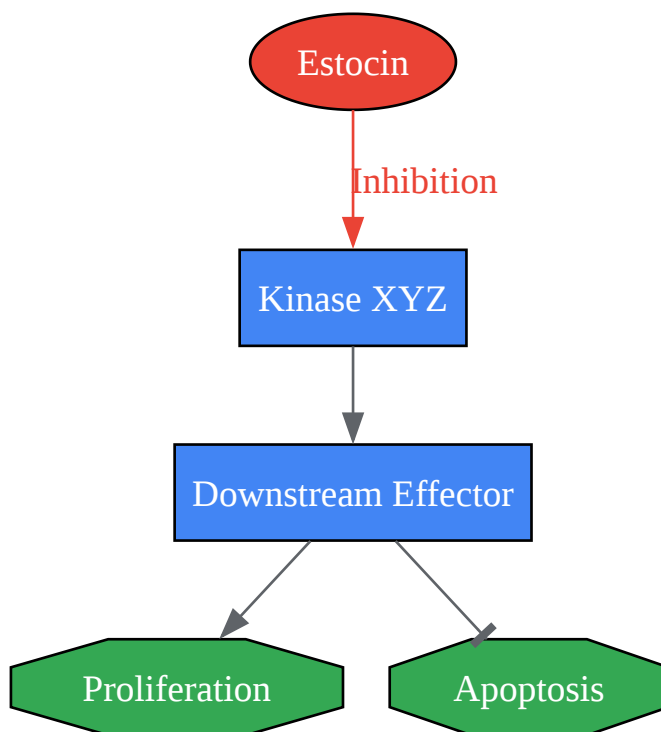 Estocin
Inhibition
Kinase XYZ
Downstream Effector
Proliferation
Apoptosis